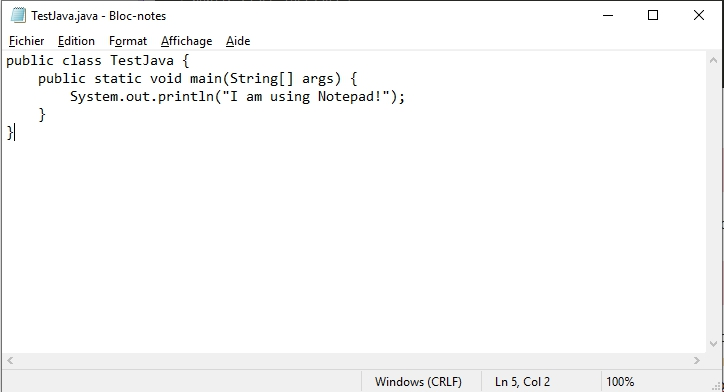 TestJava.java - Bloc-notes
Fichier Edition Format Affichage Aide
public class TestJava {
    public static void main(String[] args) {
        System.out.println("I am using Notepad!");
    }
}
Windows (CRLF) Ln 5, Col 2 100%